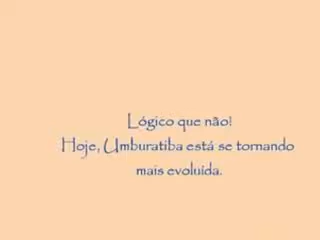 Lógico que não!
Hoje, Umburatiba está se tornando
mais evoluída.